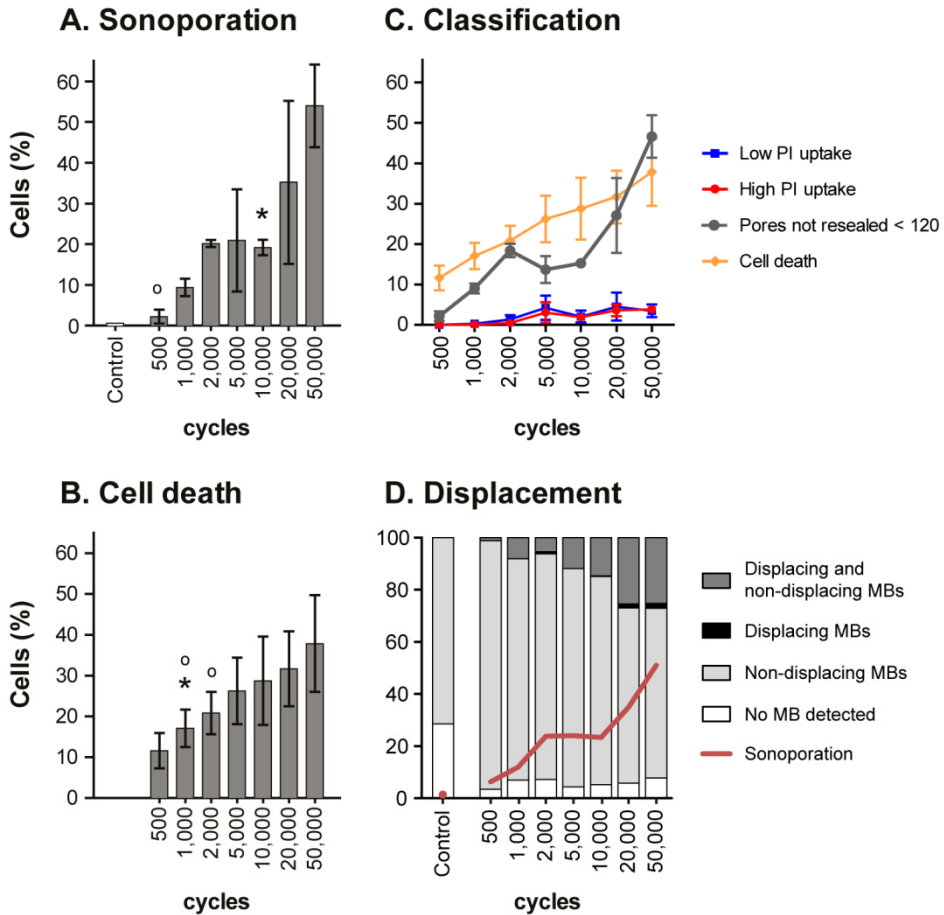 A. Sonoporation
Cells (%)
60
50
40
30
20
10
0
o
*
Control
500
1,000
2,000
5,000
10,000
20,000
50,000
cycles
C. Classification
60
50
40
30
20
10
0
500
1,000
2,000
5,000
10,000
20,000
50,000
cycles
Low PI uptake
High PI uptake
Pores not resealed < 120
Cell death
B. Cell death
Cells (%)
60
50
40
30
20
10
0
o
*
o
500
1,000
2,000
5,000
10,000
20,000
50,000
cycles
D. Displacement
100
80
60
40
20
0
Control
500
1,000
2,000
5,000
10,000
20,000
50,000
cycles
Displacing and
non-displacing MBs
Displacing MBs
Non-displacing MBs
No MB detected
Sonoporation